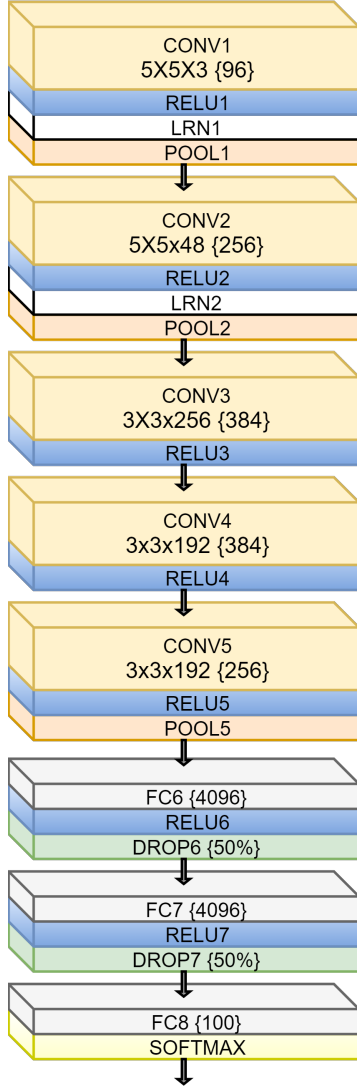 CONV1
5X5X3 {96}
RELU1
LRN1
POOL1
CONV2
5X5x48 {256}
RELU2
LRN2
POOL2
CONV3
3X3x256 {384}
RELU3
CONV4
3x3x192 {384}
RELU4
CONV5
3x3x192 {256}
RELU5
POOL5
FC6 {4096}
RELU6
DROP6 {50%}
FC7 {4096}
RELU7
DROP7 {50%}
FC8 {100}
SOFTMAX